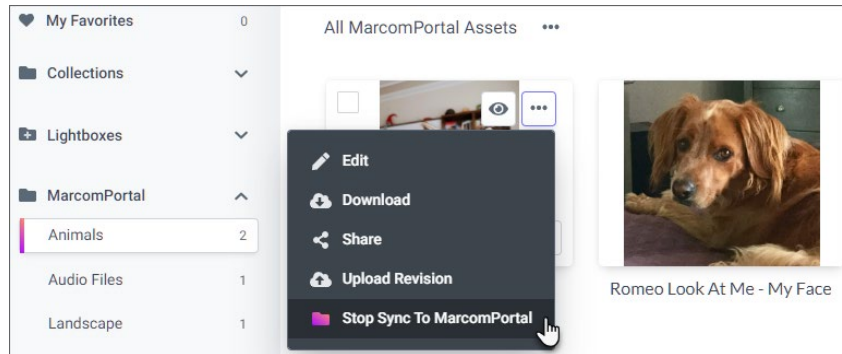 My Favorites 0
Collections
Lightboxes
MarcomPortal
Animals 2
Audio Files 1
Landscape 1
All MarcomPortal Assets
Edit
Download
Share
Upload Revision
Stop Sync To MarcomPortal
Romeo Look At Me - My Face